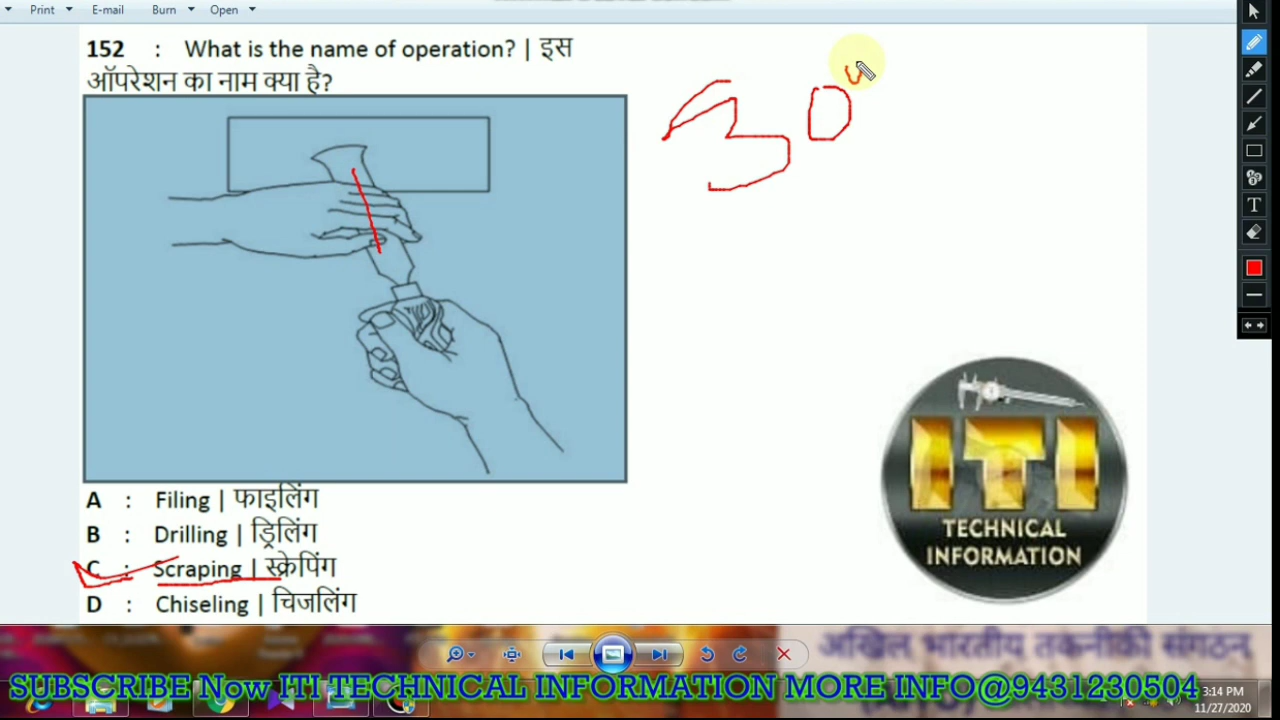 Print E-mail Burn Open
152 : What is the name of operation? | इस
ऑपरेशन का नाम क्या है?
30
A : Filing | फाइलिंग
B : Drilling | ड्रिलिंग
C : Scraping | स्क्रेपिंग
D : Chiseling | चिजलिंग
ITI
TECHNICAL
INFORMATION
T
अखिल भारतीय तकनीकी संगठन
SUBSCRIBE Now ITI TECHNICAL INFORMATION MORE INFO@9431230504
3:14 PM
11/27/2020